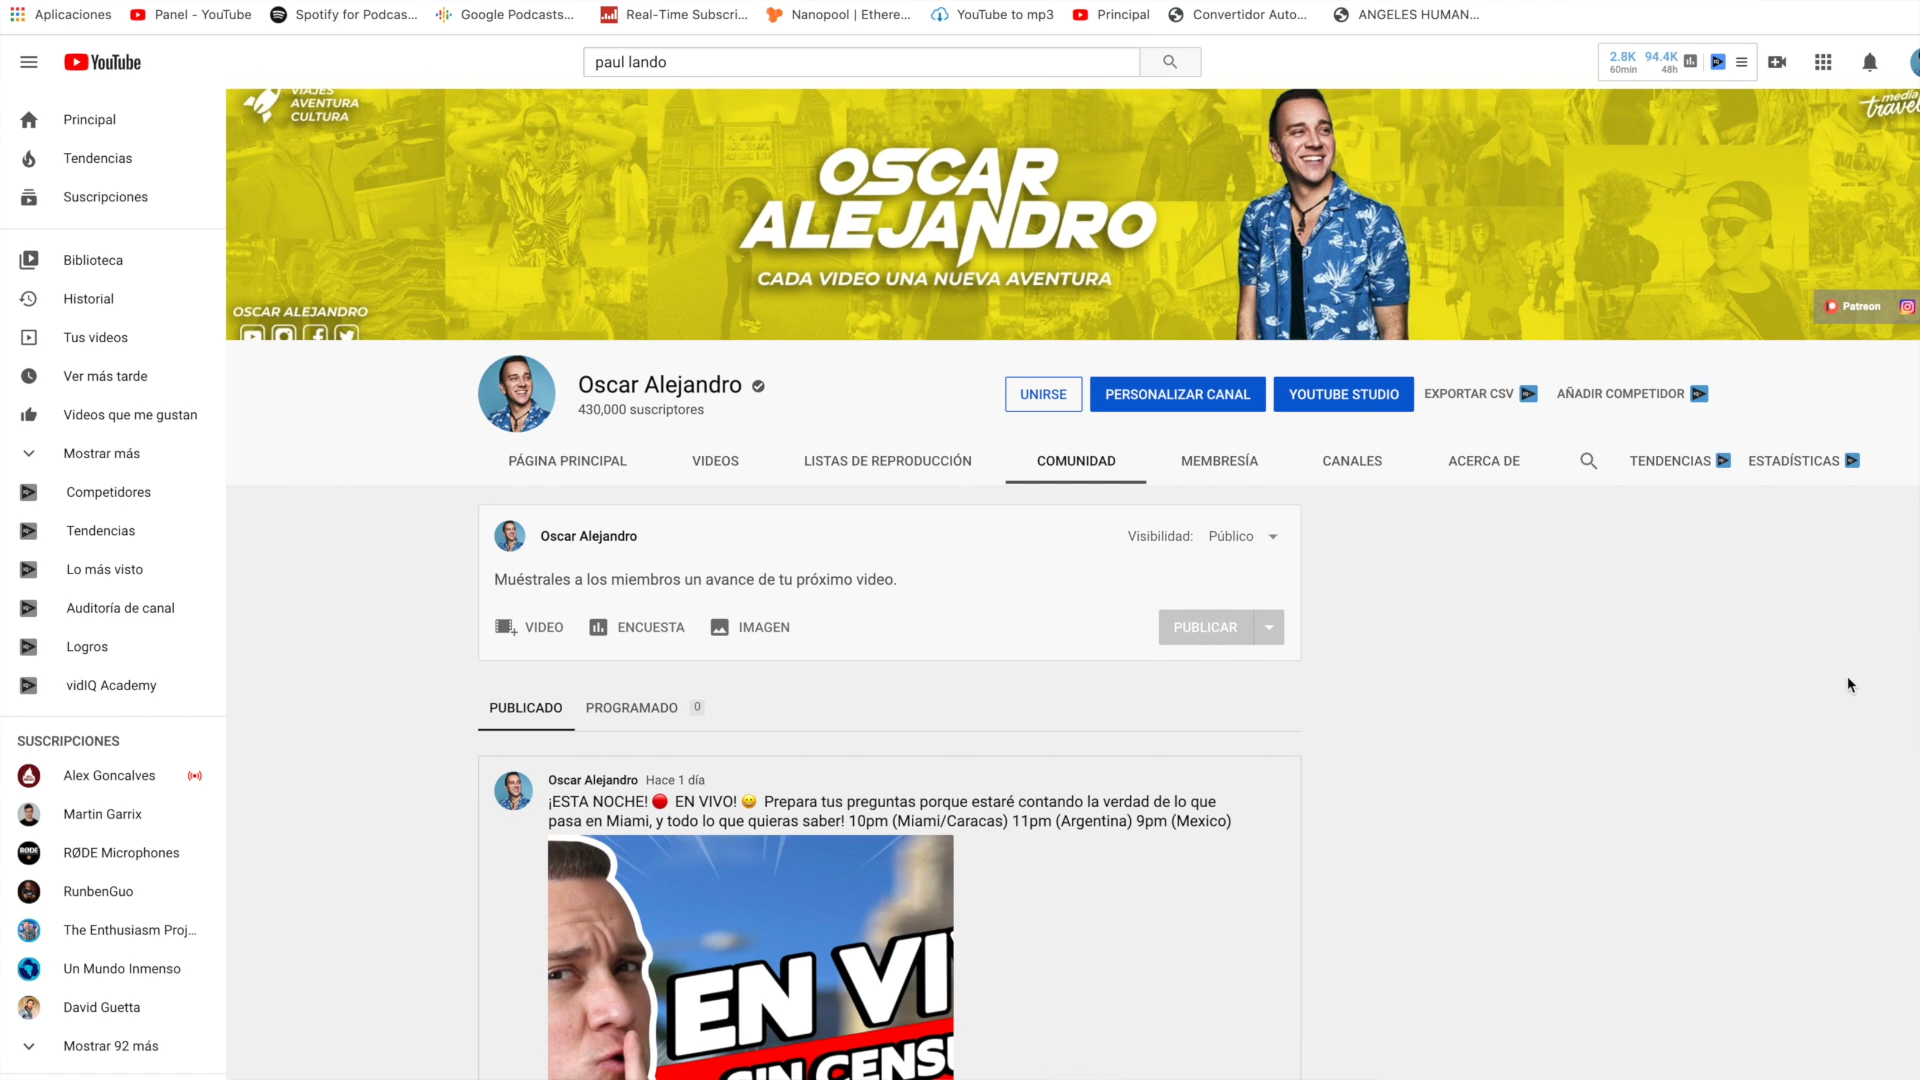 Aplicaciones
Panel - YouTube
Spotify for Podcas...
Google Podcasts...
Real-Time Subscri...
Nanopool | Ethere...
YouTube to mp3
Principal
Convertidor Auto...
ANGELES HUMAN...
YouTube
paul lando
2.8K 94.4K
60min 48h
Principal
Tendencias
Suscripciones
Biblioteca
Historial
Tus videos
Ver más tarde
Videos que me gustan
Mostrar más
Competidores
Tendencias
Lo más visto
Auditoría de canal
Logros
vidIQ Academy
SUSCRIPCIONES
Alex Goncalves
Martin Garrix
RØDE Microphones
RunbenGuo
The Enthusiasm Proj...
Un Mundo Inmenso
David Guetta
Mostrar 92 más
VIAJES
AVENTURA
CULTURA
OSCAR
ALEJANDRO
CADA VIDEO UNA NUEVA AVENTURA
OSCAR ALEJANDRO
media
Patreon
Oscar Alejandro
430,000 suscriptores
UNIRSE
PERSONALIZAR CANAL
YOUTUBE STUDIO
EXPORTAR CSV
AÑADIR COMPETIDOR
PÁGINA PRINCIPAL
VIDEOS
LISTAS DE REPRODUCCIÓN
COMUNIDAD
MEMBRESÍA
CANALES
ACERCA DE
TENDENCIAS
ESTADÍSTICAS
Oscar Alejandro
Visibilidad: Público
Muéstrales a los miembros un avance de tu próximo video.
VIDEO
ENCUESTA
IMAGEN
PUBLICAR
PUBLICADO
PROGRAMADO 0
Oscar Alejandro Hace 1 día
¡ESTA NOCHE! 🔴 EN VIVO! 😀 Prepara tus preguntas porque estaré contando la verdad de lo que
pasa en Miami, y todo lo que quieras saber! 10pm (Miami/Caracas) 11pm (Argentina) 9pm (Mexico)
EN VI
SIN CENS